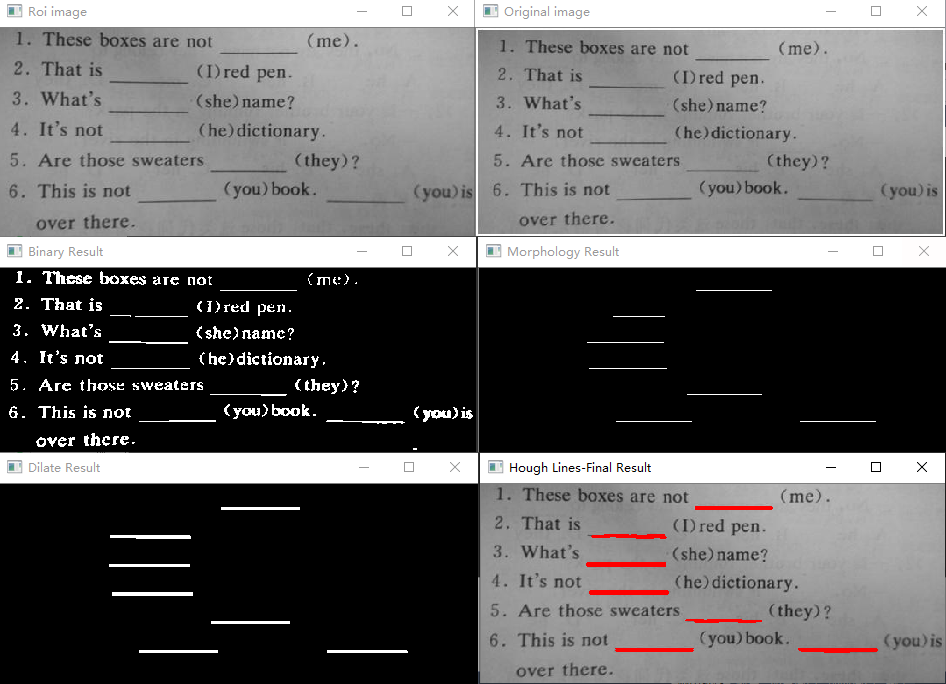 Roi image
1. These boxes are not ________ (me).
2. That is ________ (I) red pen.
3. What's ________ (she) name?
4. It's not ________ (he) dictionary.
5. Are those sweaters ________ (they)?
6. This is not ________ (you) book. ________ (you) is
over there.
Original image
1. These boxes are not ________ (me).
2. That is ________ (I) red pen.
3. What's ________ (she) name?
4. It's not ________ (he) dictionary.
5. Are those sweaters ________ (they)?
6. This is not ________ (you) book. ________ (you) is
over there.
Binary Result
1. These boxes are not ________ (me).
2. That is ________ (I) red pen.
3. What's ________ (she) name?
4. It's not ________ (he) dictionary.
5. Are those sweaters ________ (they)?
6. This is not ________ (you) book. ________ (you) is
over there.
Morphology Result
Dilate Result
Hough Lines-Final Result
1. These boxes are not ________ (me).
2. That is ________ (I) red pen.
3. What's ________ (she) name?
4. It's not ________ (he) dictionary.
5. Are those sweaters ________ (they)?
6. This is not ________ (you) book. ________ (you) is
over there.